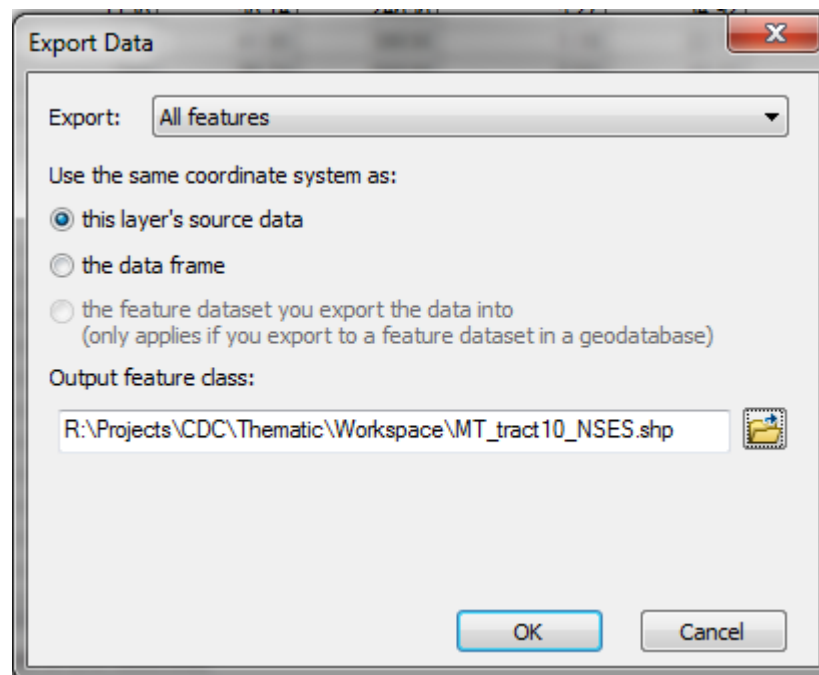 Export Data
Export: All features
Use the same coordinate system as:
this layer's source data
the data frame
the feature dataset you export the data into
(only applies if you export to a feature dataset in a geodatabase)
Output feature class:
R:\Projects\CDC\Thematic\Workspace\MT_tract10_NSES.shp
OK Cancel